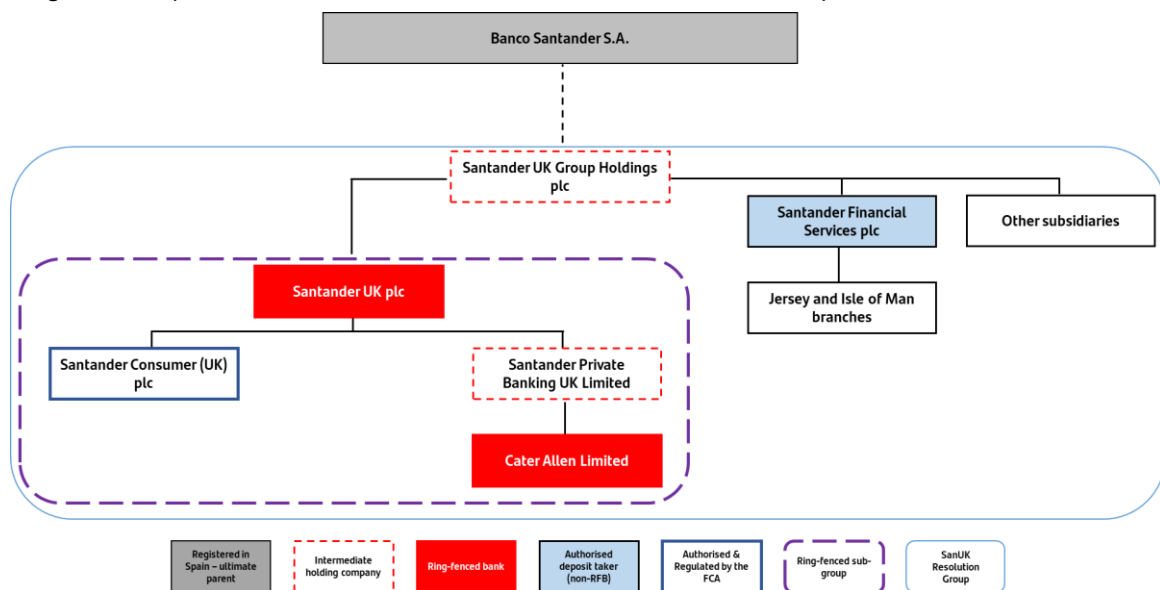 Banco Santander S.A.
Santander UK Group Holdings
plc
Santander Financial
Services plc
Other subsidiaries
Santander UK plc
Jersey and Isle of Man
branches
Santander Consumer (UK)
plc
Santander Private
Banking UK Limited
Cater Allen Limited
Registered in
Spain – ultimate
parent
Intermediate
holding company
Ring-fenced bank
Authorised
deposit taker
(non-RFB)
Authorised &
Regulated by the
FCA
Ring-fenced sub-
group
SanUK
Resolution
Group